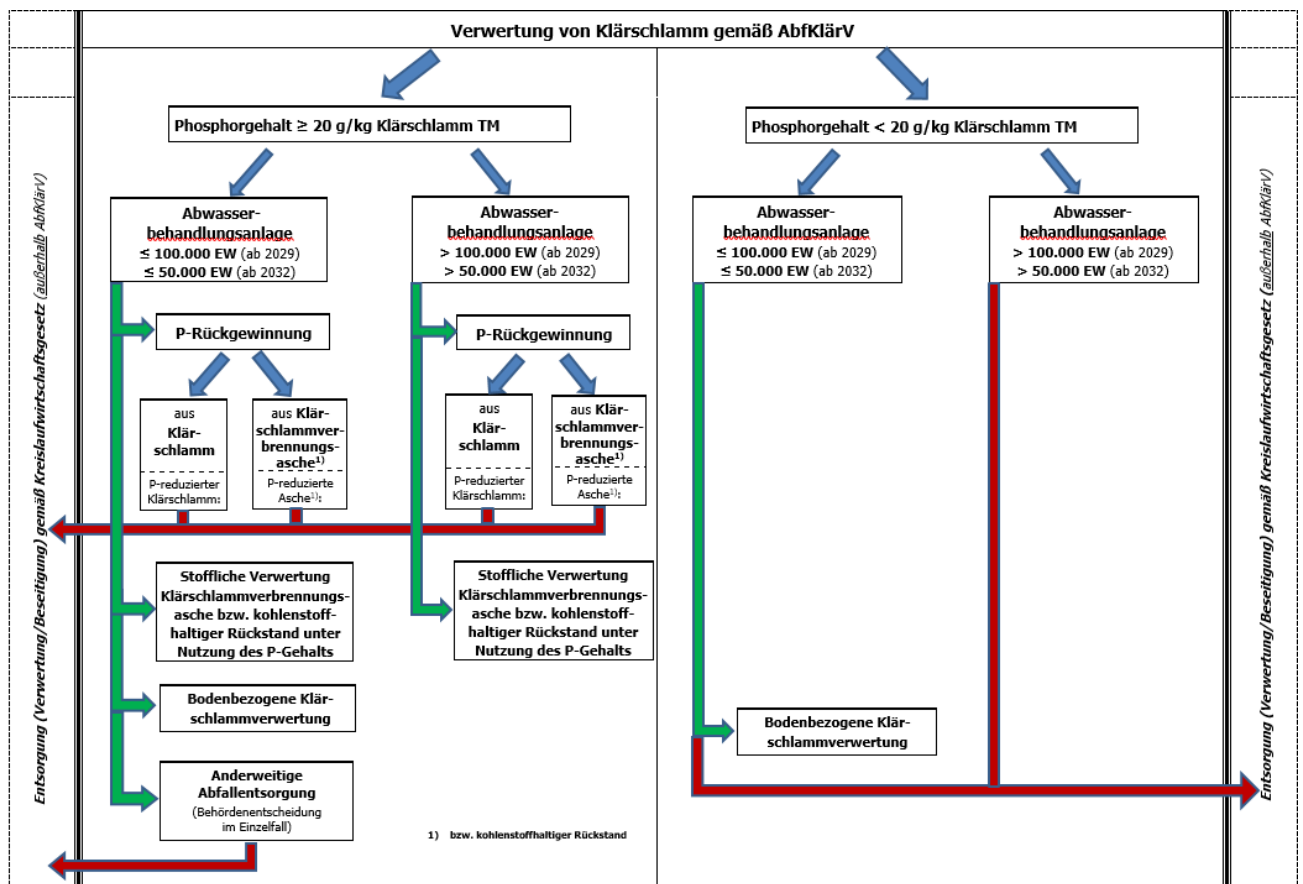 Verwertung von Klärschlamm gemäß AbfKlärV
Entsorgung (Verwertung/Beseitigung) gemäß Kreislaufwirtschaftsgesetz (außerhalb AbfKlärV)
Phosphorgehalt ≥ 20 g/kg Klärschlamm TM
Abwasser-
behandlungsanlage
≤ 100.000 EW (ab 2029)
≤ 50.000 EW (ab 2032)
Abwasser-
behandlungsanlage
> 100.000 EW (ab 2029)
> 50.000 EW (ab 2032)
P-Rückgewinnung
P-Rückgewinnung
aus
Klär-
schlamm
P-reduzierter
Klärschlamm:
aus Klär-
schlammver-
brennungs-
asche1)
P-reduzierte
Asche1):
aus
Klär-
schlamm
P-reduzierter
Klärschlamm:
aus Klär-
schlammver-
brennungs-
asche1)
P-reduzierte
Asche1):
Stoffliche Verwertung
Klärschlammverbrennungs-
asche bzw. kohlenstoff-
haltiger Rückstand unter
Nutzung des P-Gehalts
Stoffliche Verwertung
Klärschlammverbrennungs-
asche bzw. kohlenstoff-
haltiger Rückstand unter
Nutzung des P-Gehalts
Bodenbezogene Klär-
schlammverwertung
Anderweitige
Abfallentsorgung
(Behördenentscheidung
im Einzelfall)
1) bzw. kohlenstoffhaltiger Rückstand
Phosphorgehalt < 20 g/kg Klärschlamm TM
Abwasser-
behandlungsanlage
≤ 100.000 EW (ab 2029)
≤ 50.000 EW (ab 2032)
Abwasser-
behandlungsanlage
> 100.000 EW (ab 2029)
> 50.000 EW (ab 2032)
Bodenbezogene Klär-
schlammverwertung
Entsorgung (Verwertung/Beseitigung) gemäß Kreislaufwirtschaftsgesetz (außerhalb AbfKlärV)